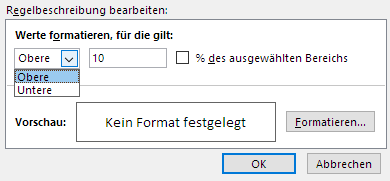 Regelbeschreibung bearbeiten:
Werte formatieren, für die gilt:
Obere 10 % des ausgewählten Bereichs
Obere
Untere
Vorschau: Kein Format festgelegt Formatieren...
OK Abbrechen